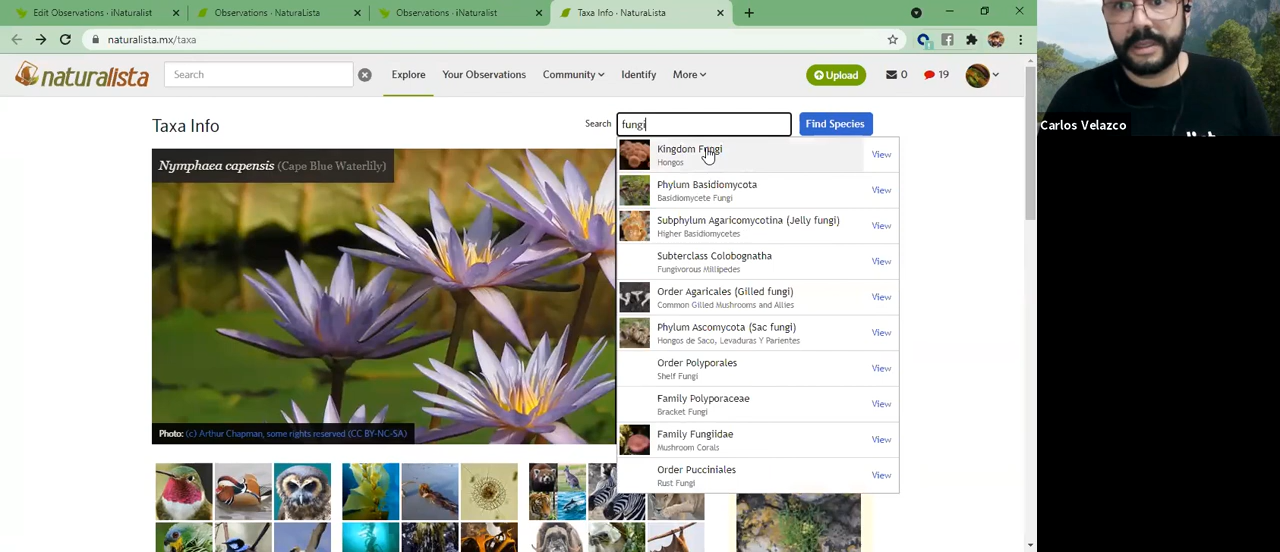 Edit Observations · iNaturalist
Observations · NaturaLista
Observations · iNaturalist
Taxa Info · NaturaLista
naturalista.mx/taxa
naturalista
Search
Explore
Your Observations
Community
Identify
More
Upload
0
19
Carlos Velazco
Taxa Info
Search
fungi
Find Species
Nymphaea capensis (Cape Blue Waterlily)
Kingdom Fungi
Hongos
View
Phylum Basidiomycota
Basidiomycete Fungi
View
Subphylum Agaricomycotina (Jelly fungi)
Higher Basidiomycetes
View
Subterclass Colobognatha
Fungivorous Millipedes
View
Order Agaricales (Gilled fungi)
Common Gilled Mushrooms and Allies
View
Phylum Ascomycota (Sac fungi)
Hongos de Saco, Levaduras Y Parientes
View
Order Polyporales
Shelf Fungi
View
Family Polyporaceae
Bracket Fungi
View
Family Fungiidae
Mushroom Corals
View
Order Pucciniales
Rust Fungi
View
Photo: (c) Arthur Chapman, some rights reserved (CC BY-NC-SA)